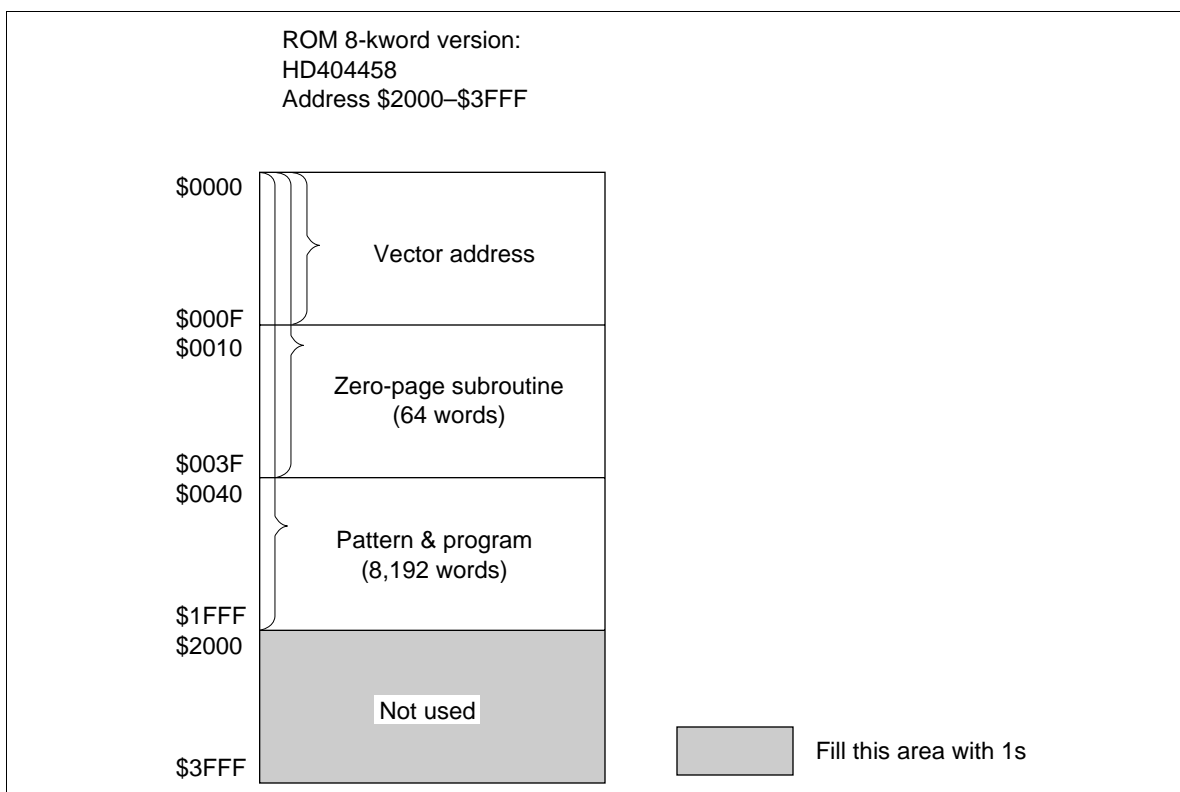 ROM 8-kword version:
HD404458
Address $2000–$3FFF
$0000
Vector address
$000F
$0010
Zero-page subroutine
(64 words)
$003F
$0040
Pattern & program
(8,192 words)
$1FFF
$2000
Not used
$3FFF
Fill this area with 1s